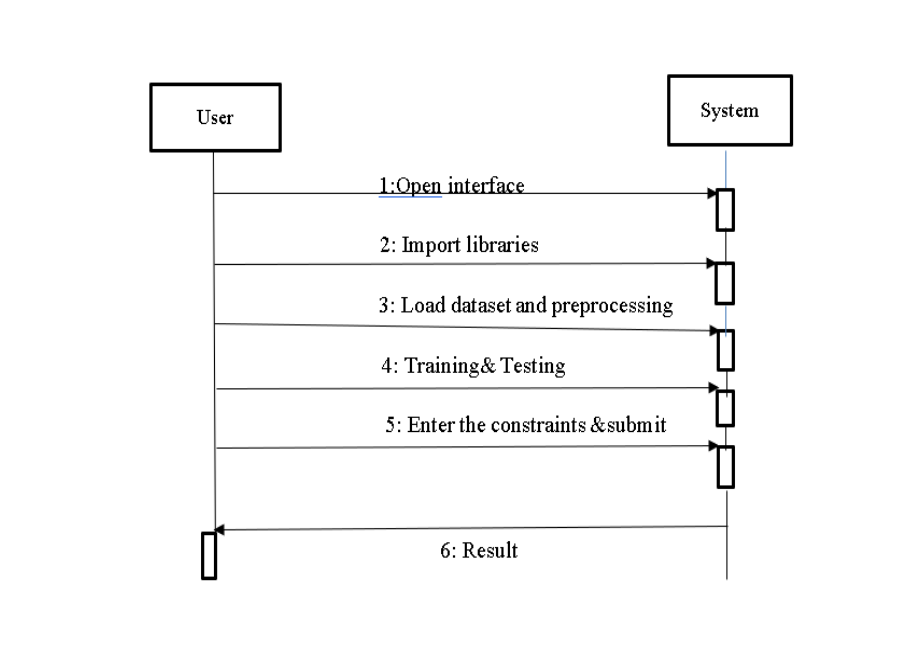 User
System
1:Open interface
2: Import libraries
3: Load dataset and preprocessing
4: Training& Testing
5: Enter the constraints &submit
6: Result